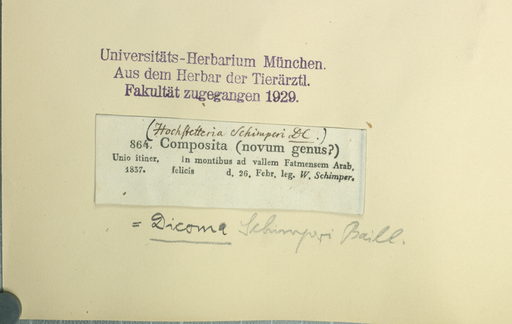 Universitäts-Herbarium München.
Aus dem Herbar der Tierärztl.
Fakultät zugegangen 1929.
(Hochstetteria Schimperi DC.)
864. Composita (novum genus?)
Unio itiner. In montibus ad vallem Fatmensem Arab.
1837. felicis d. 26. Febr. leg. W. Schimper.
= Dicoma Schimperi Baill.